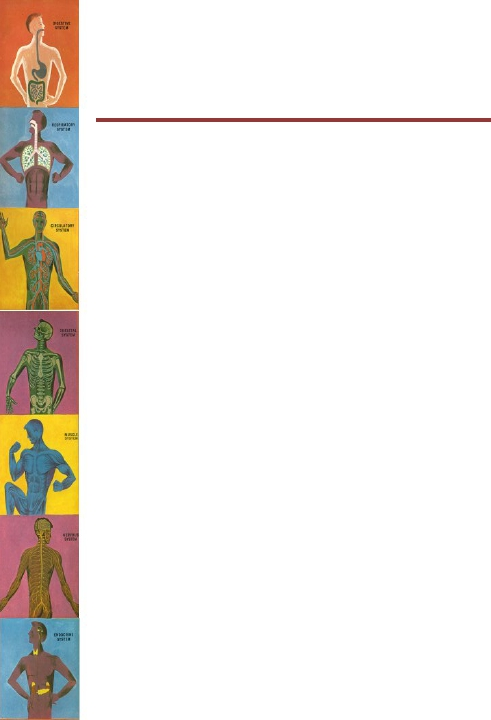 DIGESTIVE
SYSTEM
RESPIRATORY
SYSTEM
CIRCULATORY
SYSTEM
SKELETAL
SYSTEM
MUSCLE
SYSTEM
NERVOUS
SYSTEM
ENDOCRINE
SYSTEM